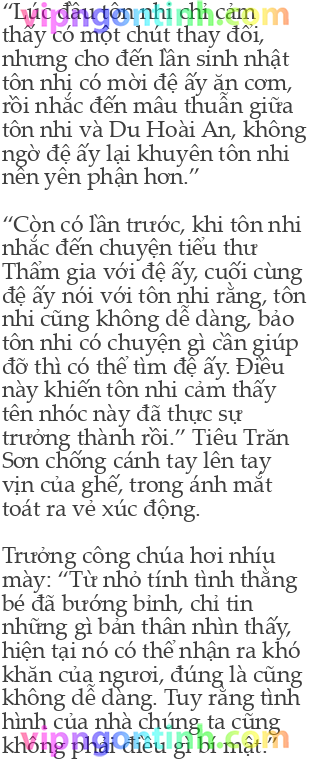 “Lúc đầu tôn nhi chỉ cảm
vipngontinh.com
thấy có một chút thay đổi,
nhưng cho đến lần sinh nhật
tôn nhi có mời đệ ấy ăn cơm,
rồi nhắc đến mâu thuẫn giữa
tôn nhi và Du Hoài An, không
ngờ đệ ấy lại khuyên tôn nhi
nên yên phận hơn.”
“Còn có lần trước, khi tôn nhi
nhắc đến chuyện tiểu thư
Thẩm gia với đệ ấy, cuối cùng
đệ ấy nói với tôn nhi rằng, tôn
nhi cũng không dễ dàng, bảo
tôn nhi có chuyện gì cần giúp
đỡ thì có thể tìm đệ ấy. Điều
này khiến tôn nhi cảm thấy
tên nhóc này đã thực sự
trưởng thành rồi.” Tiêu Trăn
Sơn chống cánh tay lên tay
vịn của ghế, trong ánh mắt
toát ra vẻ xúc động.
Trưởng công chúa hơi nhíu
mày: “Từ nhỏ tính tình thằng
bé đã bướng bỉnh, chỉ tin
những gì bản thân nhìn thấy,
hiện tại nó có thể nhận ra khó
khăn của ngươi, đúng là cũng
không dễ dàng. Tuy rằng tình
hình của nhà chúng ta cũng
vipngontinh.com
không phải điều gì bí mật.”